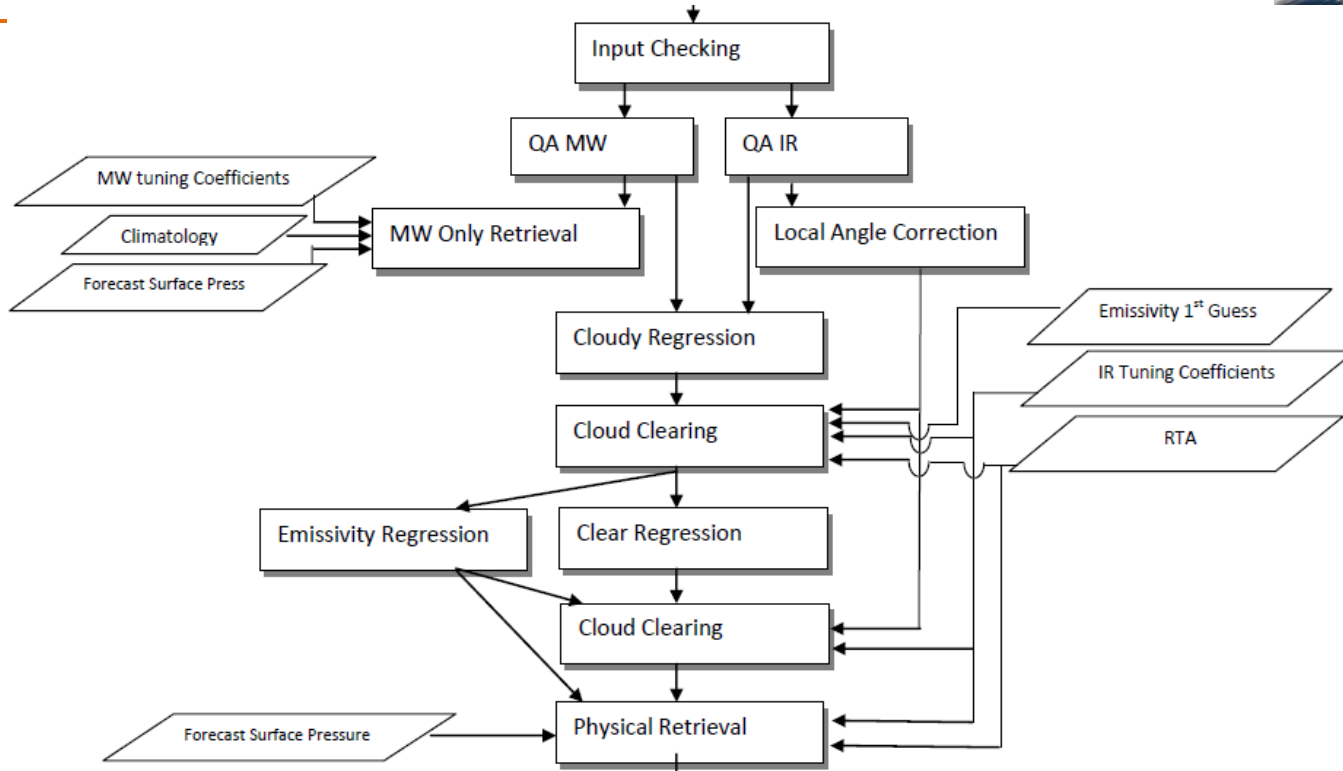 Input Checking
QA MW
QA IR
MW tuning Coefficients
Climatology
Forecast Surface Press
MW Only Retrieval
Local Angle Correction
Cloudy Regression
Emissivity 1st Guess
IR Tuning Coefficients
RTA
Cloud Clearing
Emissivity Regression
Clear Regression
Cloud Clearing
Forecast Surface Pressure
Physical Retrieval